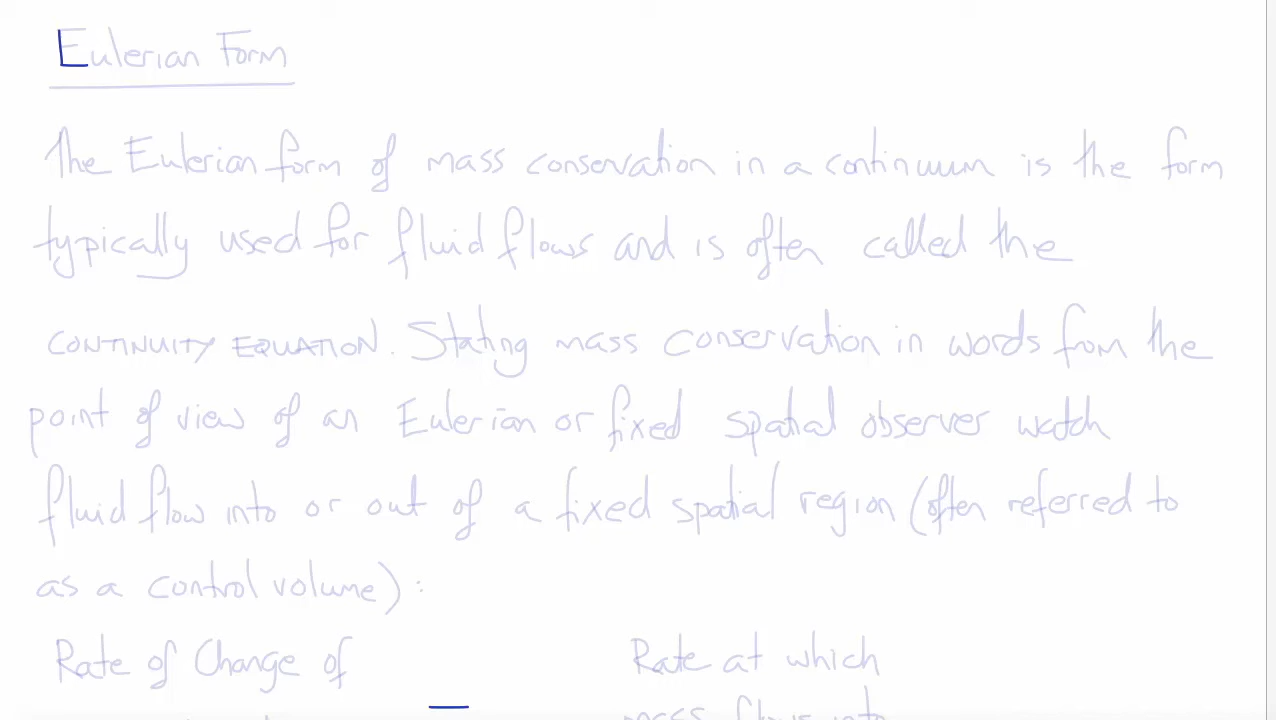 Eulerian Form
The Eulerian form of mass conservation in a continuum is the form
typically used for fluid flows and is often called the
CONTINUITY EQUATION. Stating mass conservation in words from the
point of view of an Eulerian or fixed spatial observer watch
fluid flow into or out of a fixed spatial region (often referred to
as a control volume) :
Rate of Change of Rate at which
mass flows into